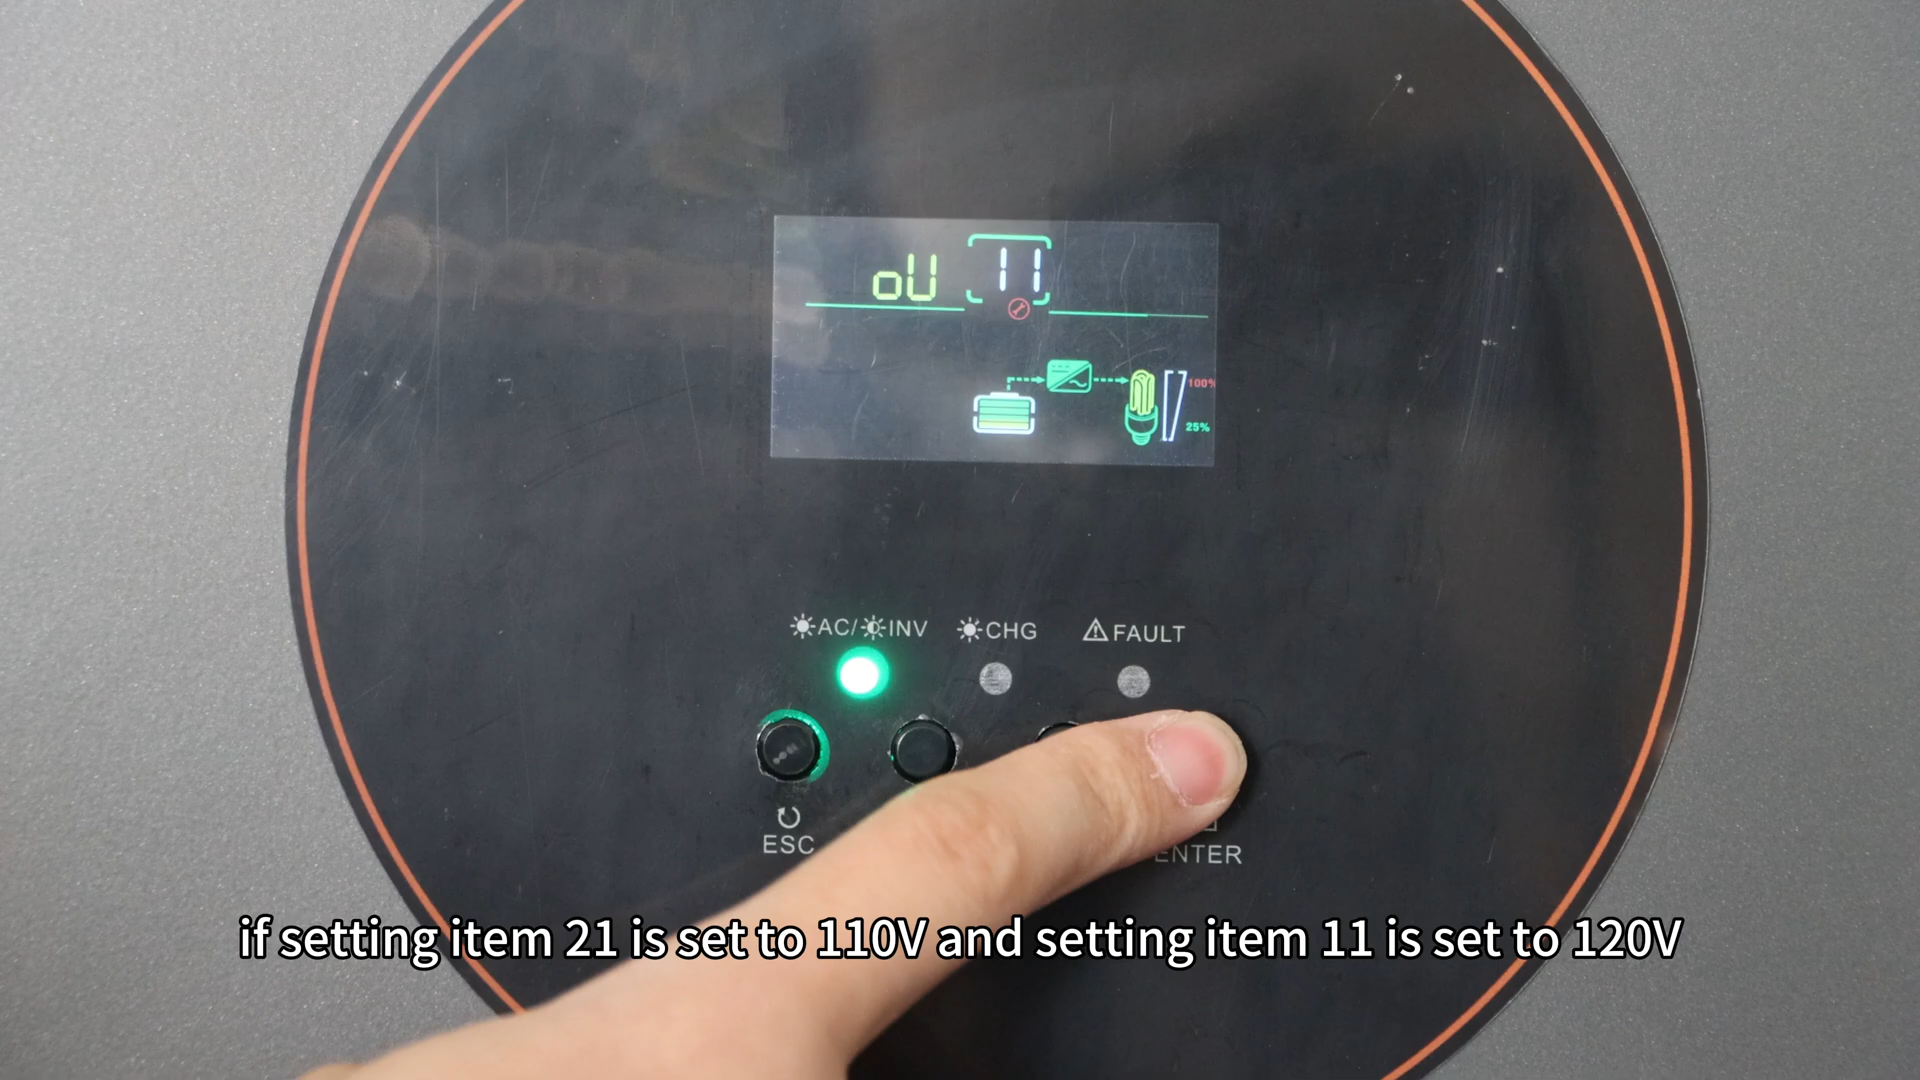 oU 11
100%
25%
AC/ INV CHG FAULT
ESC ENTER
if setting item 21 is set to 110V and setting item 11 is set to 120V